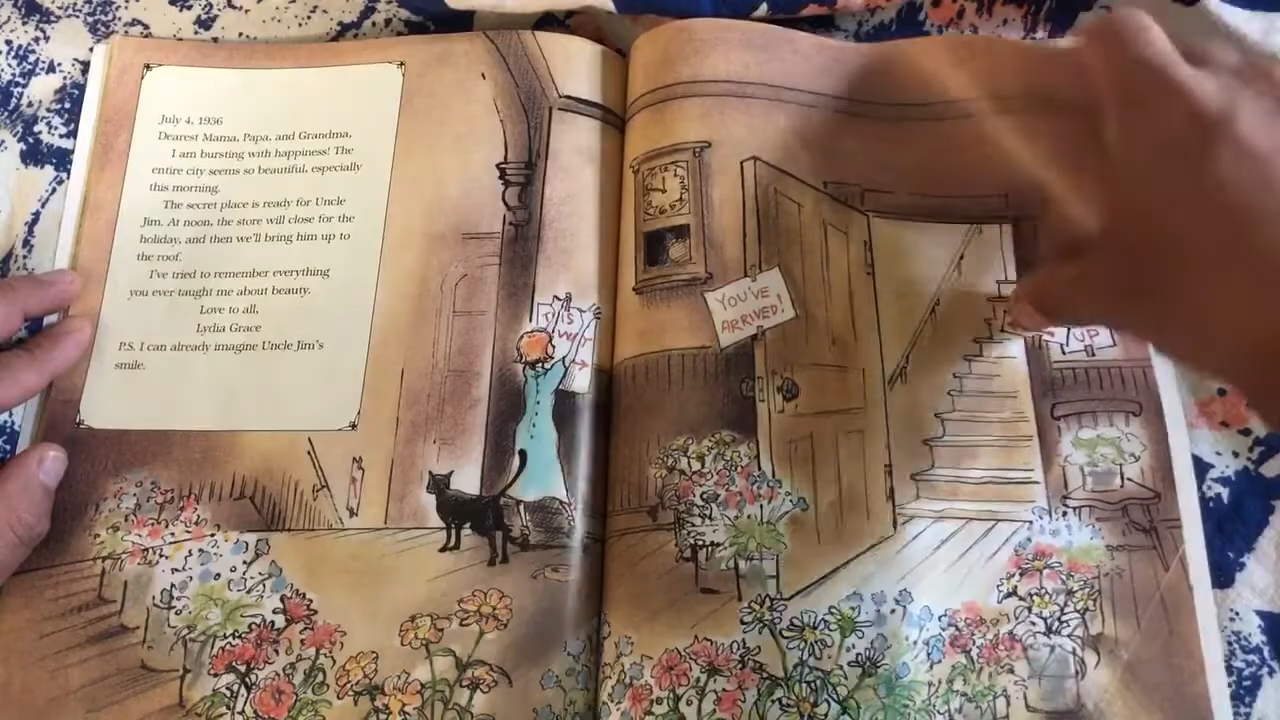 July 4, 1936
Dearest Mama, Papa, and Grandma,
I am bursting with happiness! The
entire city seems so beautiful, especially
this morning.
The secret place is ready for Uncle
Jim. At noon, the store will close for the
holiday, and then we'll bring him up to
the roof.
I've tried to remember everything
you ever taught me about beauty.
Love to all,
Lydia Grace
P.S. I can already imagine Uncle Jim's
smile.
THIS
WAY
YOU'VE
ARRIVED!
UP